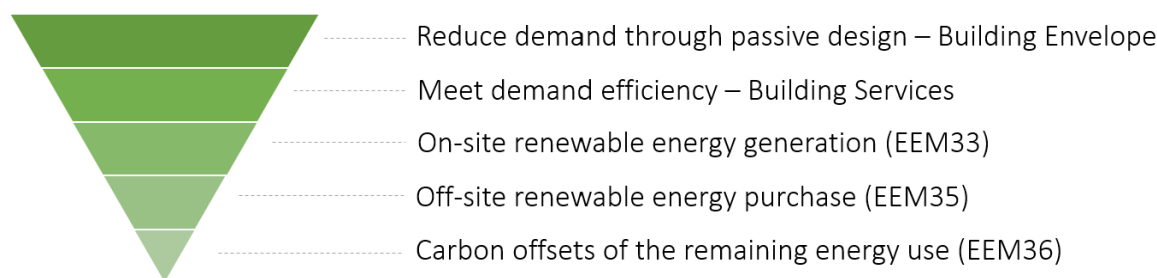 Reduce demand through passive design – Building Envelope
Meet demand efficiency – Building Services
On-site renewable energy generation (EEM33)
Off-site renewable energy purchase (EEM35)
Carbon offsets of the remaining energy use (EEM36)